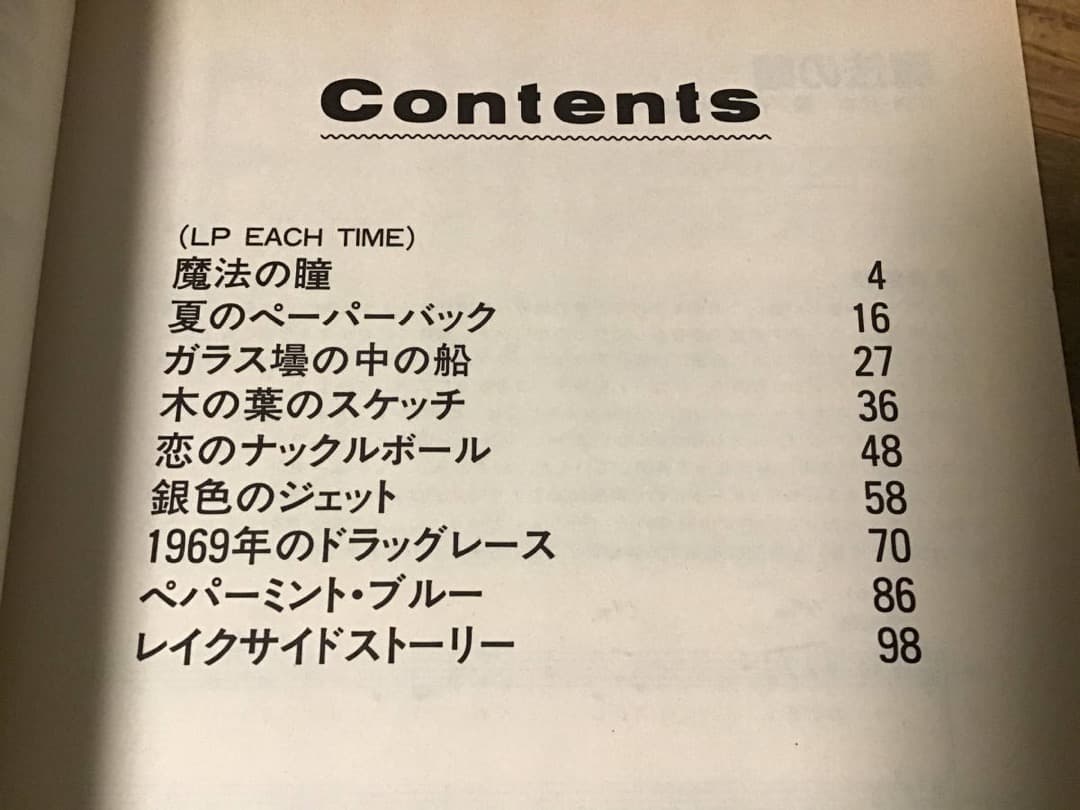 Contents
(LP EACH TIME)
魔法の瞳 4
夏のペーパーバック 16
ガラス壜の中の船 27
木の葉のスケッチ 36
恋のナックルボール 48
銀色のジェット 58
1969年のドラッグレース 70
ペパーミント・ブルー 86
レイクサイドストーリー 98